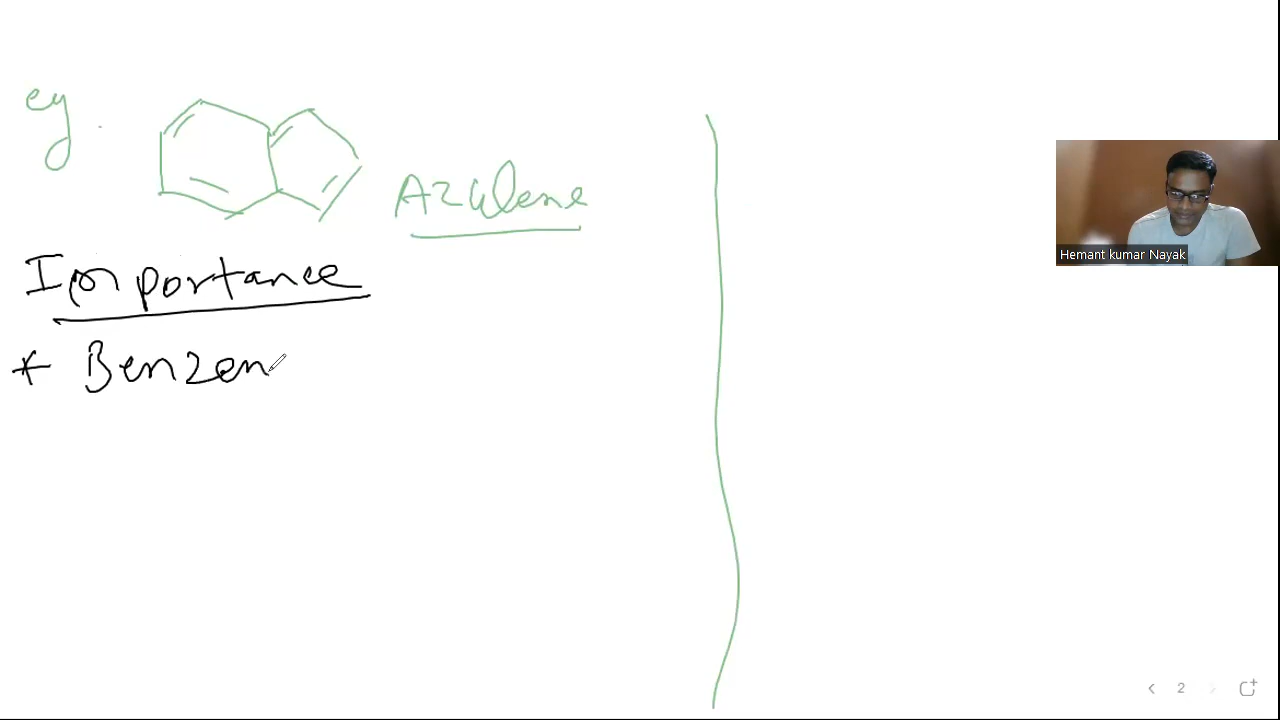 eg.
Azulene
Importance
* Benzen
Hemant kumar Nayak
2